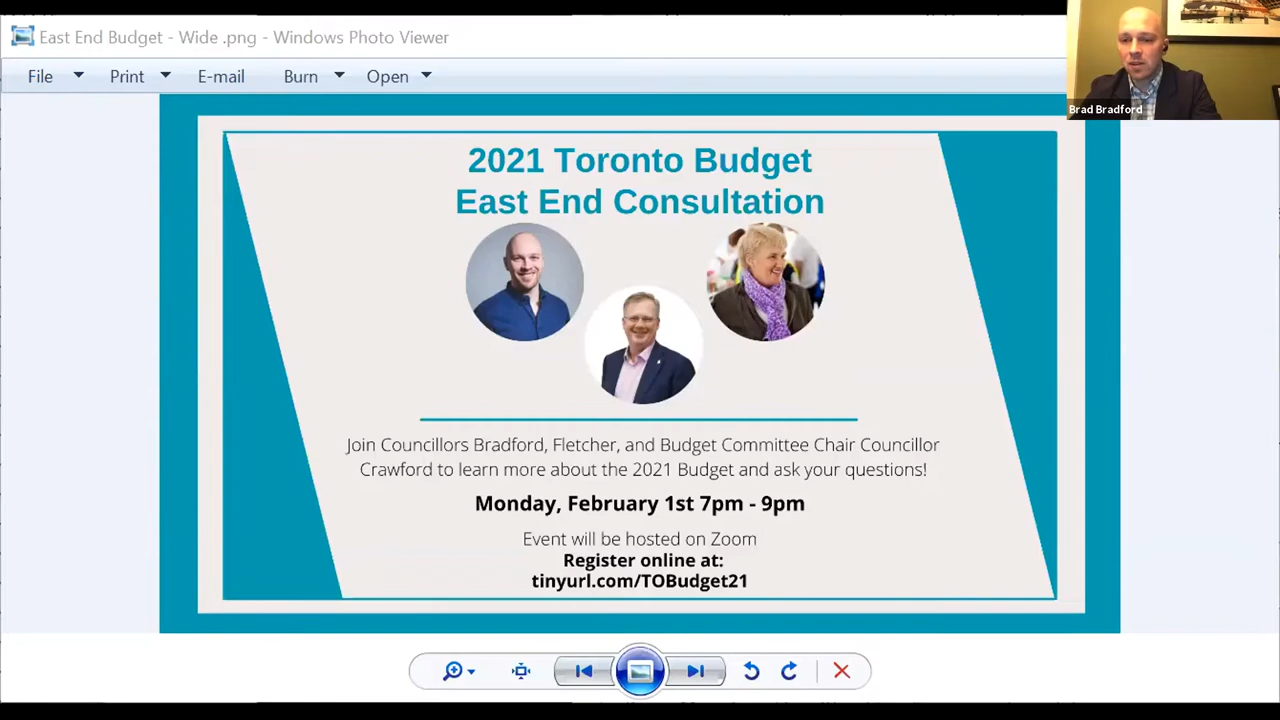 East End Budget - Wide .png - Windows Photo Viewer
File Print E-mail Burn Open
Brad Bradford
2021 Toronto Budget
East End Consultation
Join Councillors Bradford, Fletcher, and Budget Committee Chair Councillor
Crawford to learn more about the 2021 Budget and ask your questions!
Monday, February 1st 7pm - 9pm
Event will be hosted on Zoom
Register online at:
tinyurl.com/TOBudget21